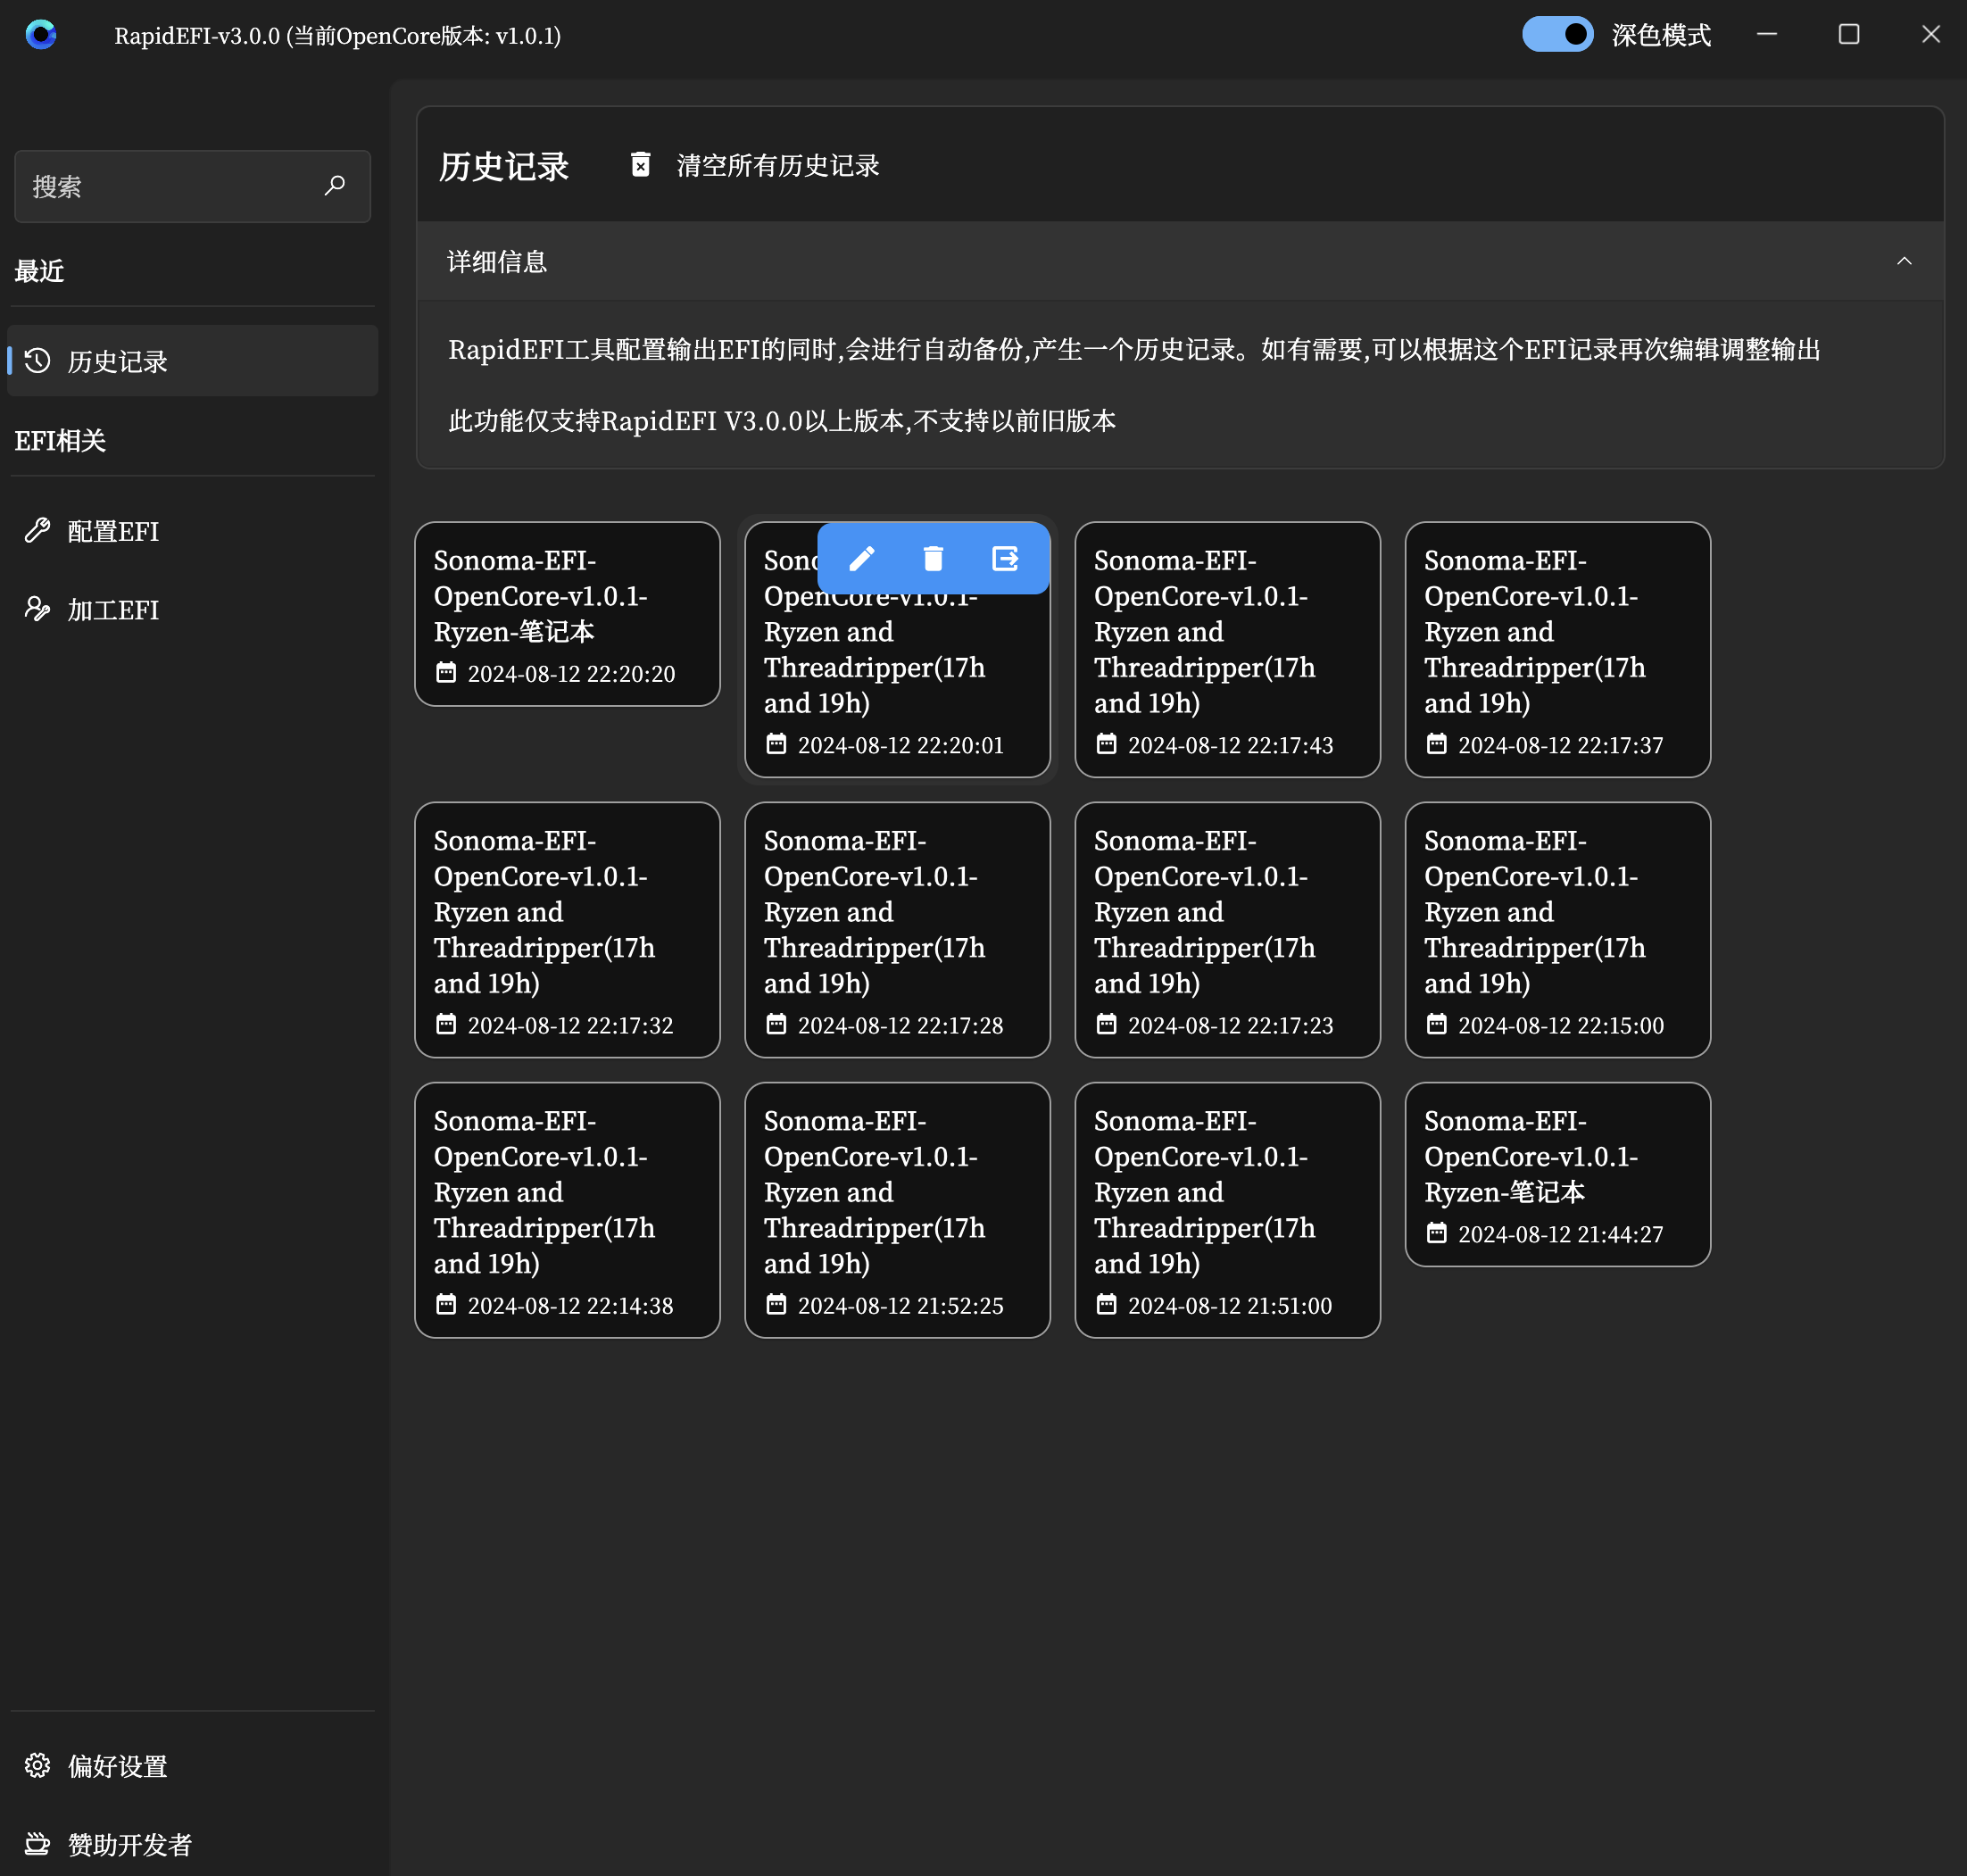 RapidEFI-v3.0.0 (当前OpenCore版本: v1.0.1)
深色模式
搜索
最近
历史记录
EFI相关
配置EFI
加工EFI
偏好设置
赞助开发者
历史记录
清空所有历史记录
详细信息
RapidEFI工具配置输出EFI的同时,会进行自动备份,产生一个历史记录。如有需要,可以根据这个EFI记录再次编辑调整输出
此功能仅支持RapidEFI V3.0.0以上版本,不支持以前旧版本
Sonoma-EFI-
OpenCore-v1.0.1-
Ryzen-笔记本
2024-08-12 22:20:20
OpenCore-v1.0.1-
Ryzen and
Threadripper(17h
and 19h)
2024-08-12 22:20:01
Sonoma-EFI-
OpenCore-v1.0.1-
Ryzen and
Threadripper(17h
and 19h)
2024-08-12 22:17:43
Sonoma-EFI-
OpenCore-v1.0.1-
Ryzen and
Threadripper(17h
and 19h)
2024-08-12 22:17:37
Sonoma-EFI-
OpenCore-v1.0.1-
Ryzen and
Threadripper(17h
and 19h)
2024-08-12 22:17:32
Sonoma-EFI-
OpenCore-v1.0.1-
Ryzen and
Threadripper(17h
and 19h)
2024-08-12 22:17:28
Sonoma-EFI-
OpenCore-v1.0.1-
Ryzen and
Threadripper(17h
and 19h)
2024-08-12 22:17:23
Sonoma-EFI-
OpenCore-v1.0.1-
Ryzen and
Threadripper(17h
and 19h)
2024-08-12 22:15:00
Sonoma-EFI-
OpenCore-v1.0.1-
Ryzen and
Threadripper(17h
and 19h)
2024-08-12 22:14:38
Sonoma-EFI-
OpenCore-v1.0.1-
Ryzen and
Threadripper(17h
and 19h)
2024-08-12 21:52:25
Sonoma-EFI-
OpenCore-v1.0.1-
Ryzen and
Threadripper(17h
and 19h)
2024-08-12 21:51:00
Sonoma-EFI-
OpenCore-v1.0.1-
Ryzen-笔记本
2024-08-12 21:44:27